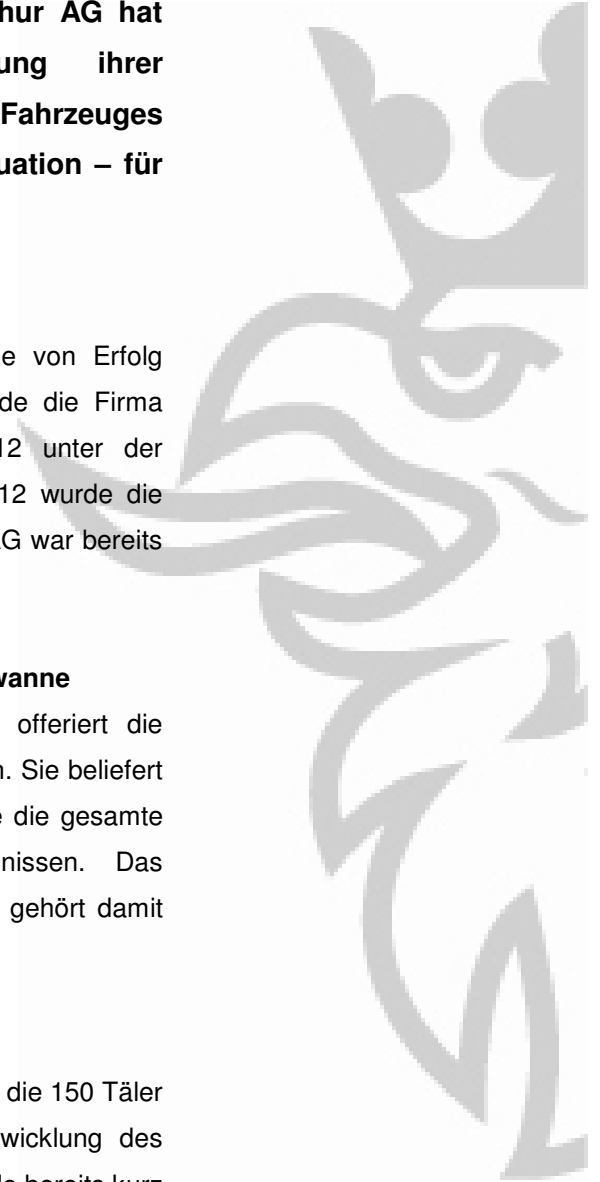 hur AG hat
ung ihrer
Fahrzeuges
uation – für
e von Erfolg
de die Firma
12 unter der
12 wurde die
AG war bereits
wanne
offeriert die
n. Sie beliefert
e die gesamte
nissen. Das
gehört damit
die 150 Täler
wicklung des
bereits kurz